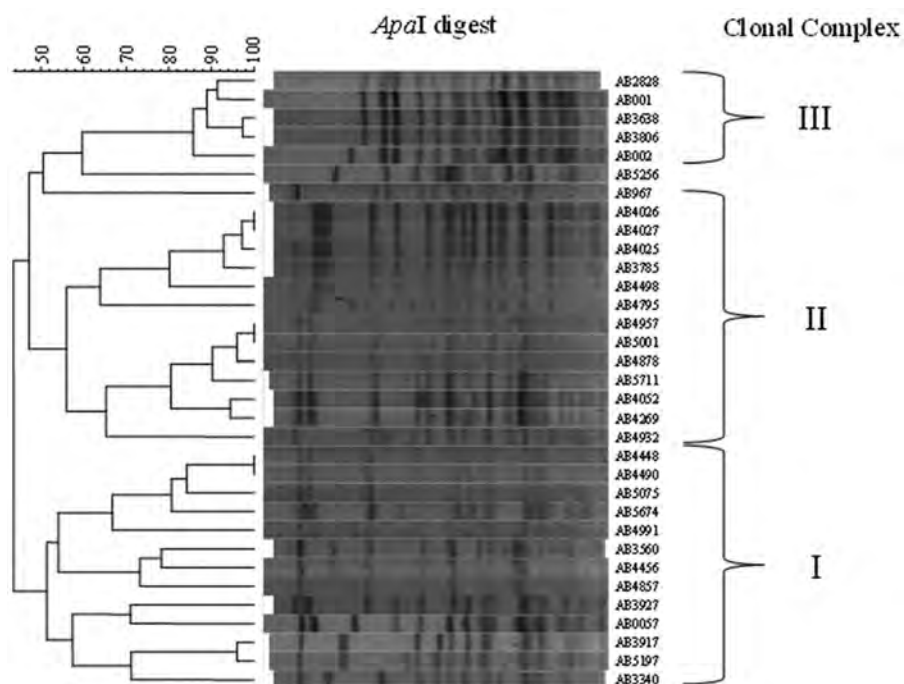 ApaI digest
Clonal Complex
50 60 70 80 90 100
AB2828
AB001
AB3638
AB3806
AB002
AB5256
AB967
AB4026
AB4027
AB4025
AB3785
AB4498
AB4795
AB4957
AB5001
AB4878
AB5711
AB4052
AB4269
AB4932
AB4448
AB4490
AB5075
AB5674
AB4991
AB3560
AB4456
AB4857
AB3927
AB0057
AB3917
AB5197
AB3340
III
II
I